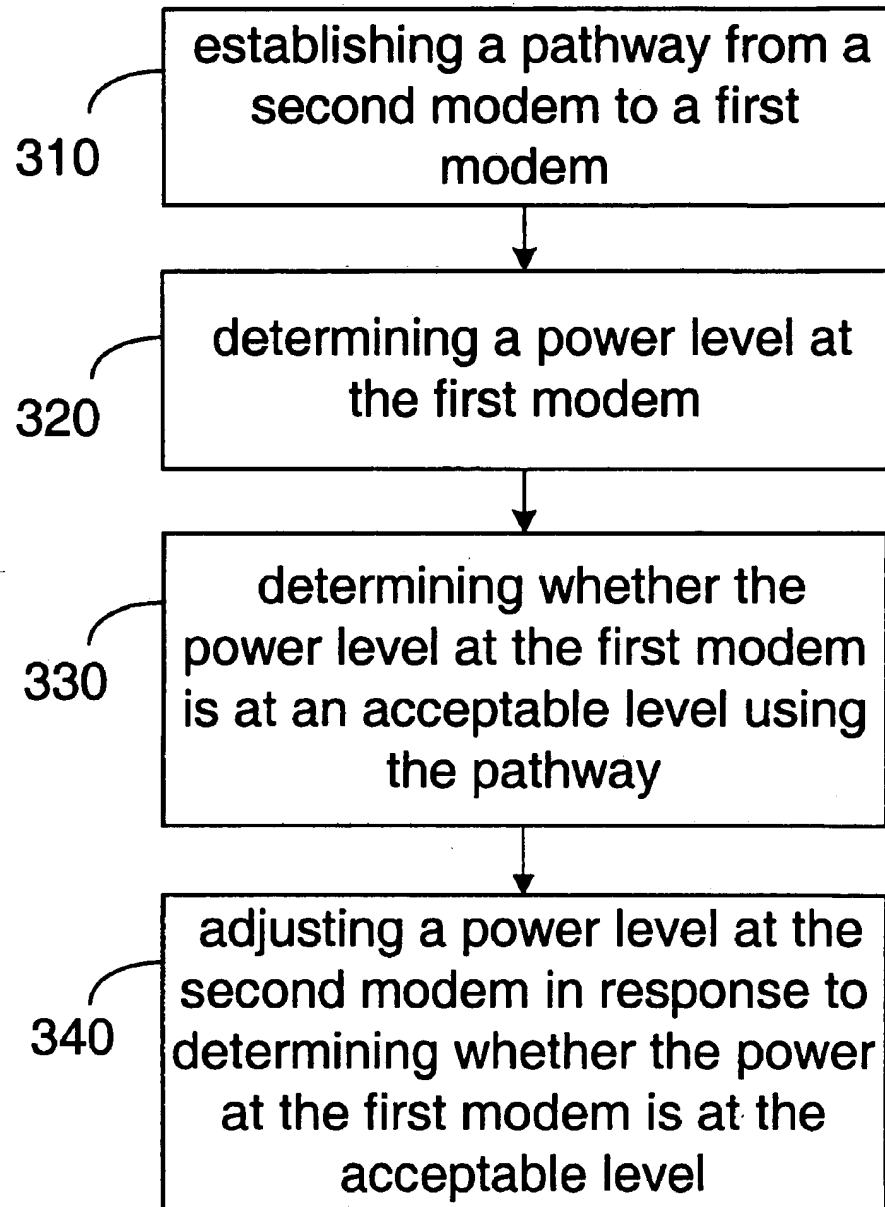 establishing a pathway from a
second modem to a first
modem
310
determining a power level at
the first modem
320
determining whether the
power level at the first modem
is at an acceptable level using
the pathway
330
adjusting a power level at the
second modem in response to
determining whether the power
at the first modem is at the
acceptable level
340